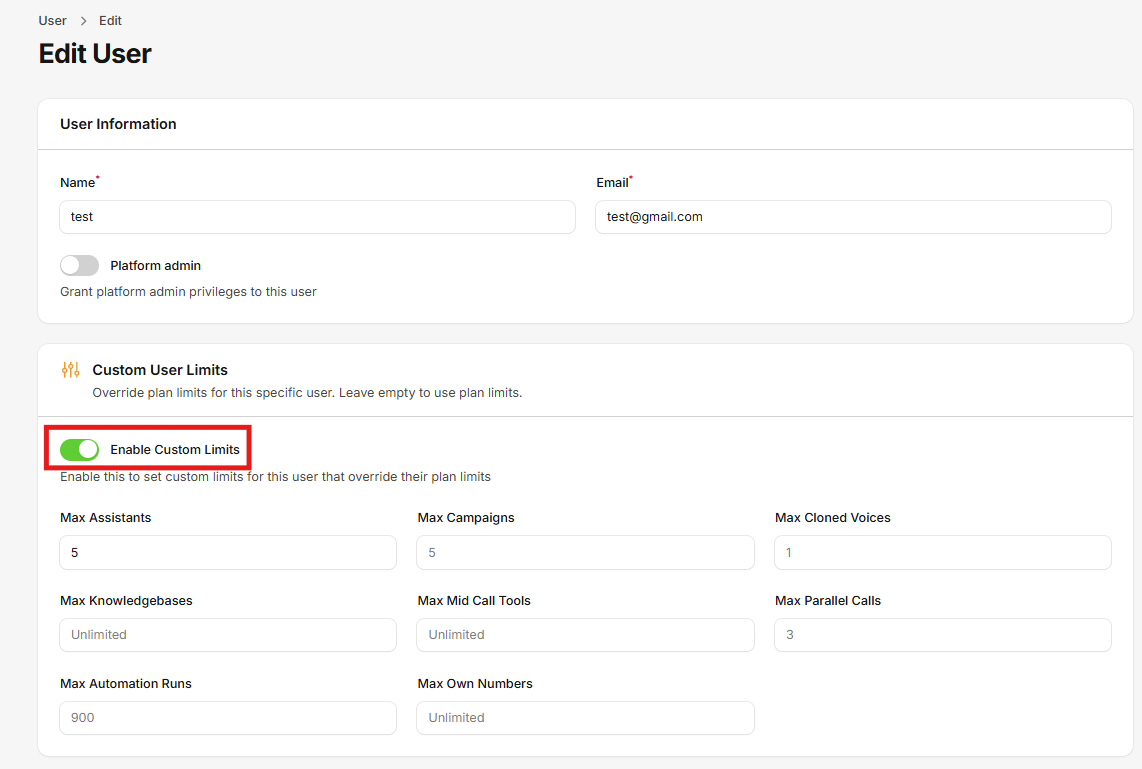 User > Edit
Edit User
User Information
Name* Email*
test test@gmail.com
Platform admin
Grant platform admin privileges to this user
Custom User Limits
Override plan limits for this specific user. Leave empty to use plan limits.
Enable Custom Limits
Enable this to set custom limits for this user that override their plan limits
Max Assistants Max Campaigns Max Cloned Voices
5 5 1
Max Knowledgebases Max Mid Call Tools Max Parallel Calls
Unlimited Unlimited 3
Max Automation Runs Max Own Numbers
900 Unlimited